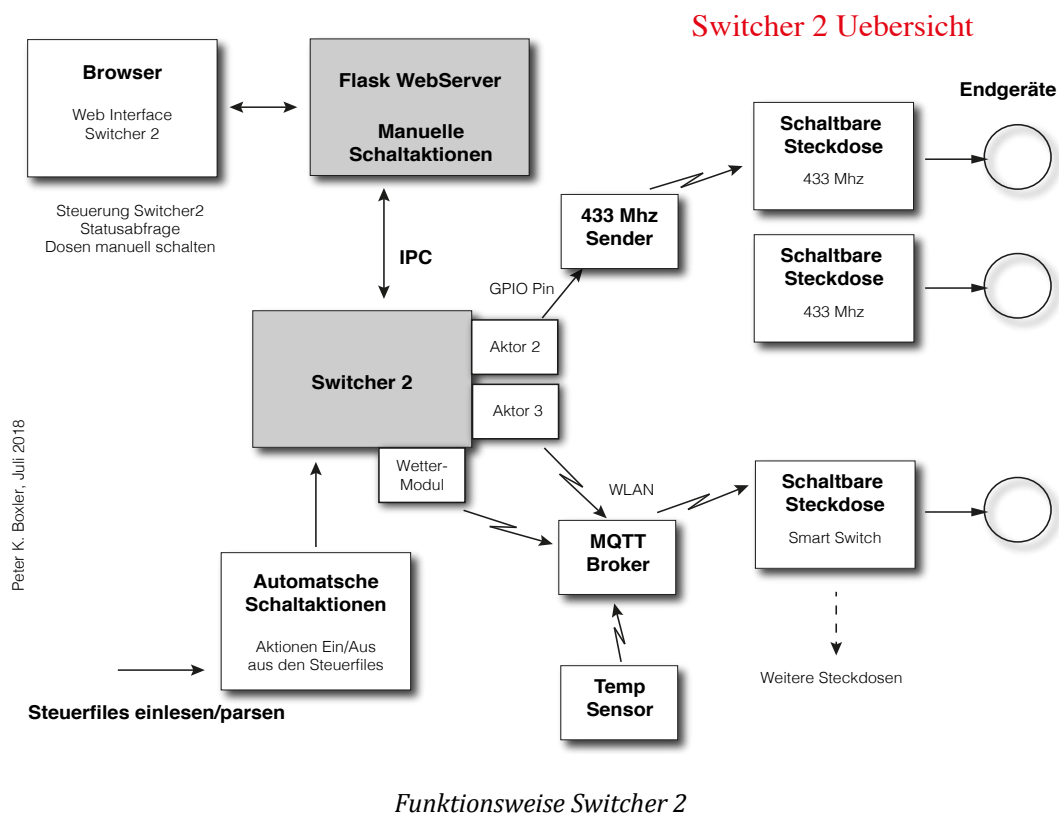 Switcher 2 Uebersicht
Browser
Web Interface
Switcher 2
Steuerung Switcher2
Statusabfrage
Dosen manuell schalten
Flask WebServer
Manuelle
Schaltaktionen
IPC
Switcher 2
Aktor 2
Aktor 3
Wetter-
Modul
GPIO Pin
433 Mhz
Sender
Schaltbare
Steckdose
433 Mhz
Schaltbare
Steckdose
433 Mhz
Endgeräte
WLAN
MQTT
Broker
Schaltbare
Steckdose
Smart Switch
Weitere Steckdosen
Temp
Sensor
Automatsche
Schaltaktionen
Aktionen Ein/Aus
aus den Steuerfiles
Steuerfiles einlesen/parsen
Peter K. Boxler, Juli 2018
Funktionsweise Switcher 2